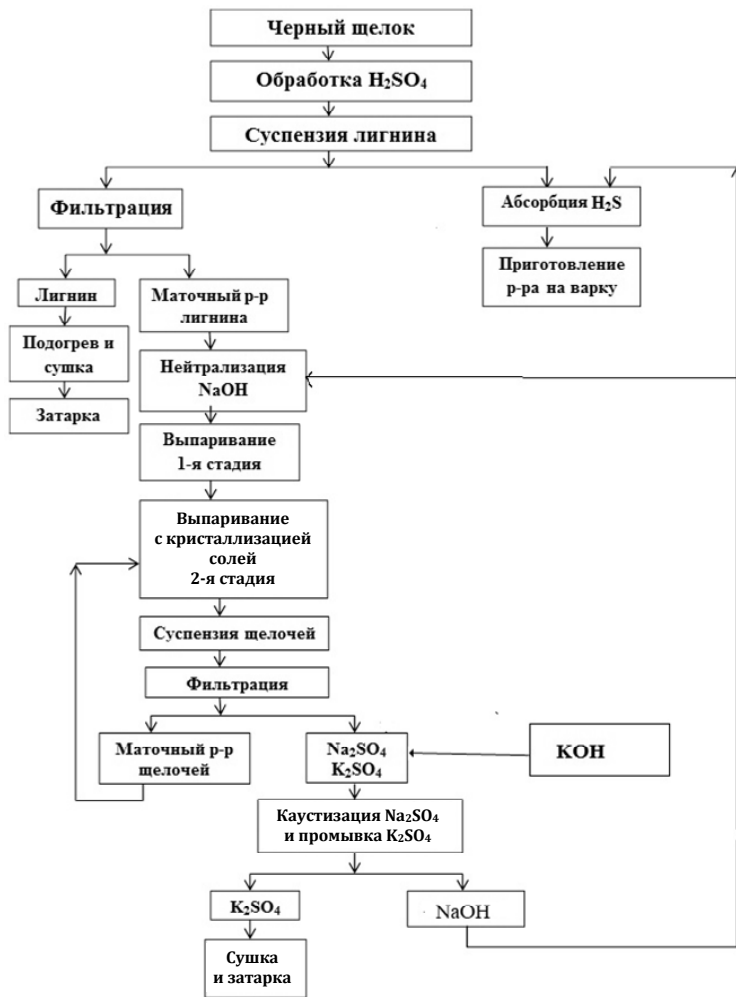 Черный щелок
Обработка H₂SO₄
Суспензия лигнина
Фильтрация
Абсорбция H₂S
Приготовление
р-ра на варку
Лигнин
Маточный р-р
лигнина
Подогрев и
сушка
Нейтрализация
NaOH
Затарка
Выпаривание
1-я стадия
Выпаривание
с кристаллизацией
солей
2-я стадия
Суспензия щелочей
Фильтрация
Маточный р-р
щелочей
Na₂SO₄
K₂SO₄
KOH
Каустизация Na₂SO₄
и промывка K₂SO₄
K₂SO₄
NaOH
Сушка
и затарка